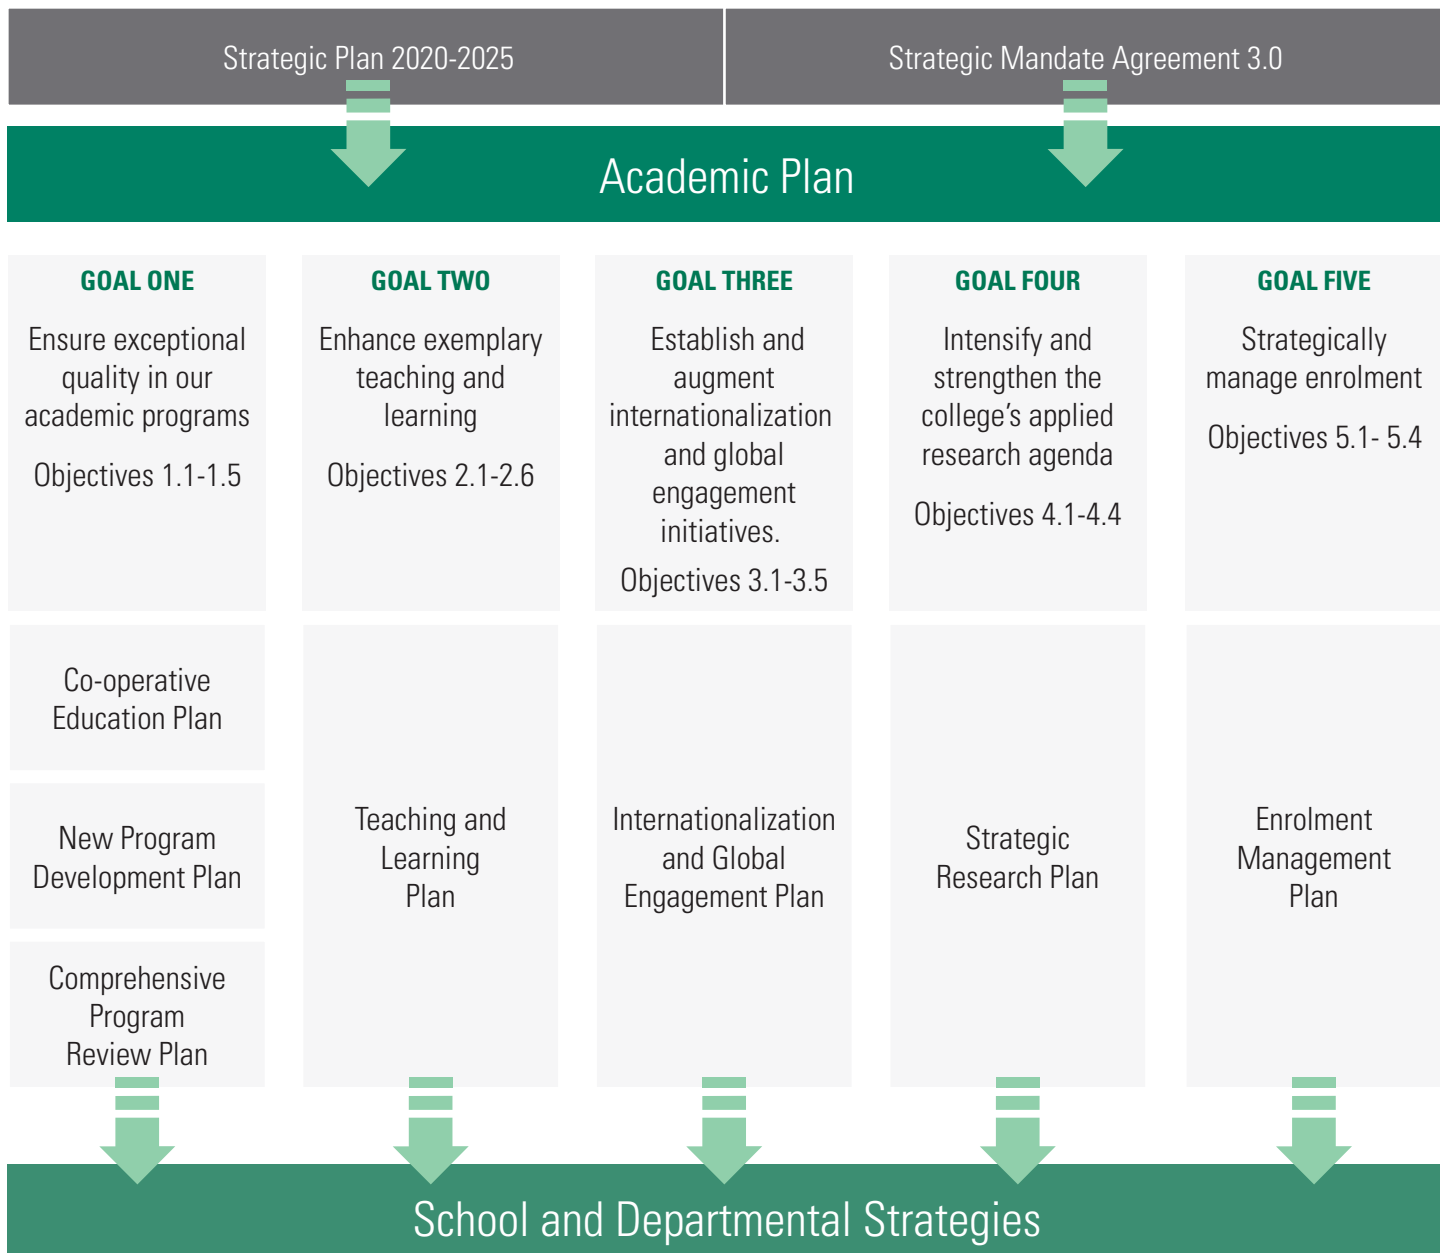 Strategic Plan 2020-2025
Strategic Mandate Agreement 3.0
Academic Plan
GOAL ONE
Ensure exceptional
quality in our
academic programs
Objectives 1.1-1.5
GOAL TWO
Enhance exemplary
teaching and
learning
Objectives 2.1-2.6
GOAL THREE
Establish and
augment
internationalization
and global
engagement
initiatives.
Objectives 3.1-3.5
GOAL FOUR
Intensify and
strengthen the
college’s applied
research agenda
Objectives 4.1-4.4
GOAL FIVE
Strategically
manage enrolment
Objectives 5.1- 5.4
Co-operative
Education Plan
New Program
Development Plan
Comprehensive
Program
Review Plan
Teaching and
Learning
Plan
Internationalization
and Global
Engagement Plan
Strategic
Research Plan
Enrolment
Management
Plan
School and Departmental Strategies